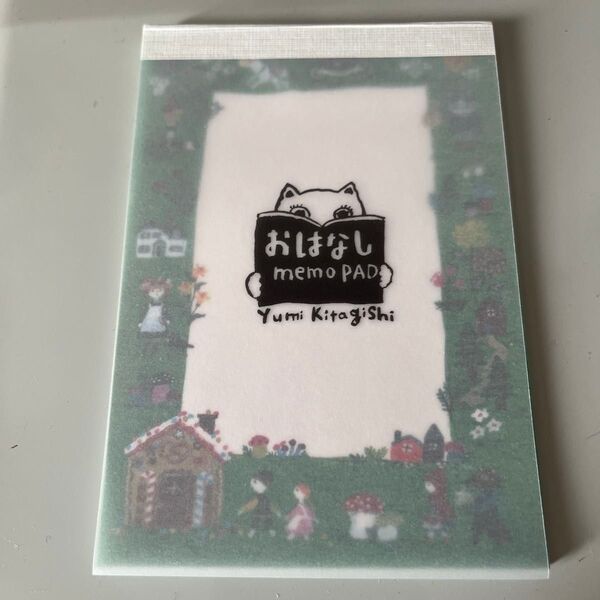 おはなし
memo PAD
Yumi Kitagishi